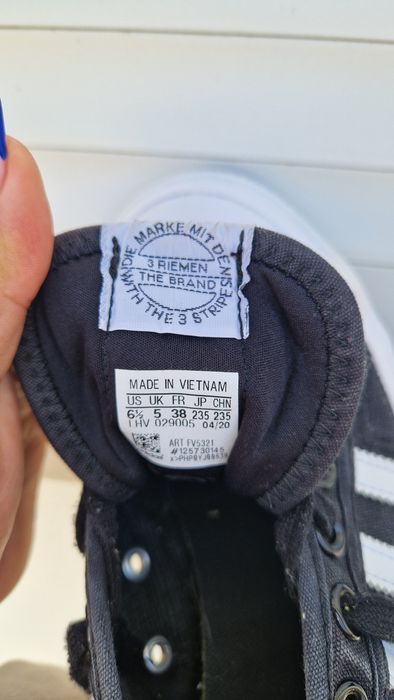 DIE MARKE MIT DEN
3 RIEMEN
THE BRAND
WITH THE 3 STRIPES
MADE IN VIETNAM
US UK FR JP CHN
6½ 5 38 235 235
LHV 029005 04/20
ART FV5321
#125730145